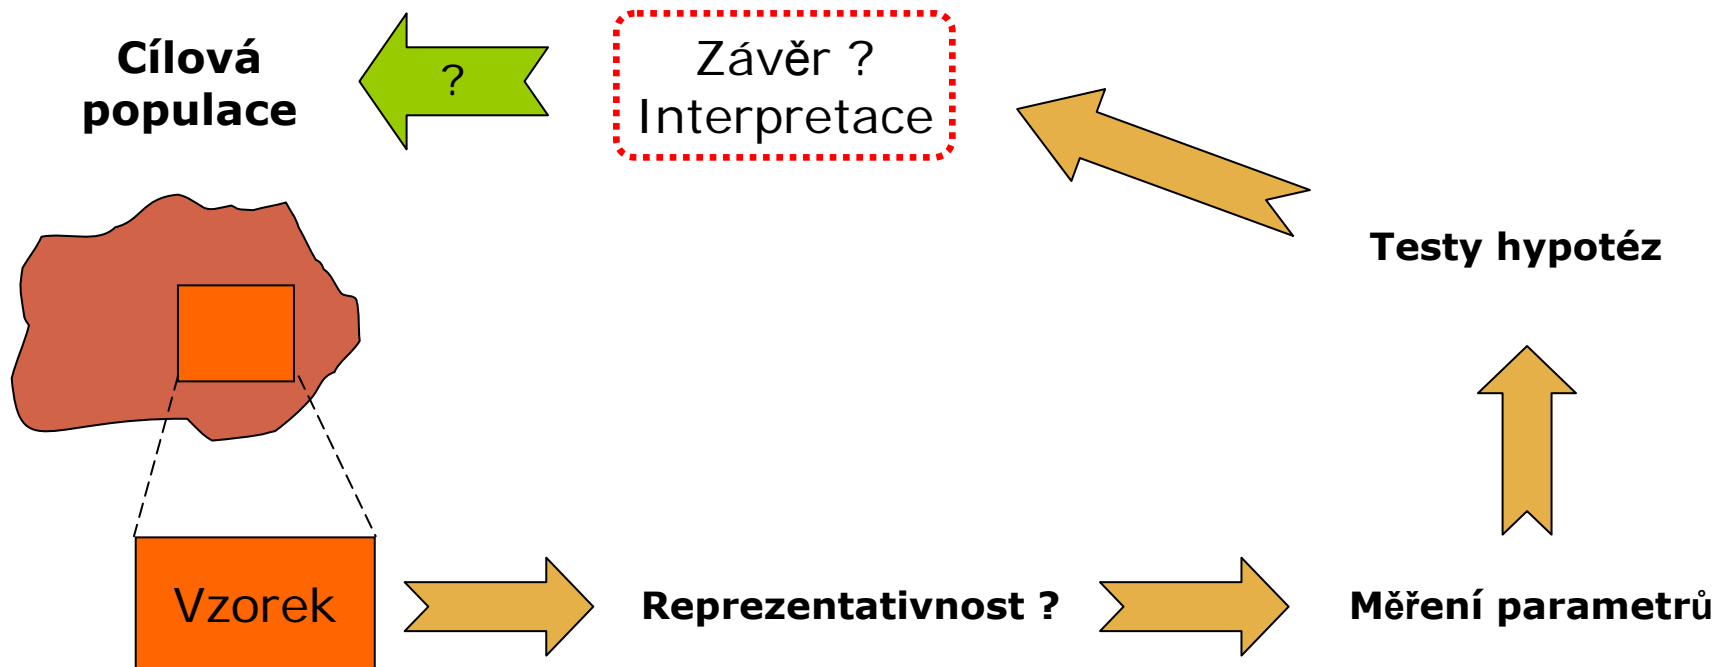 Cílová
populace
?
Závěr ?
Interpretace
Testy hypotéz
Vzorek
Reprezentativnost ?
Měření parametrů